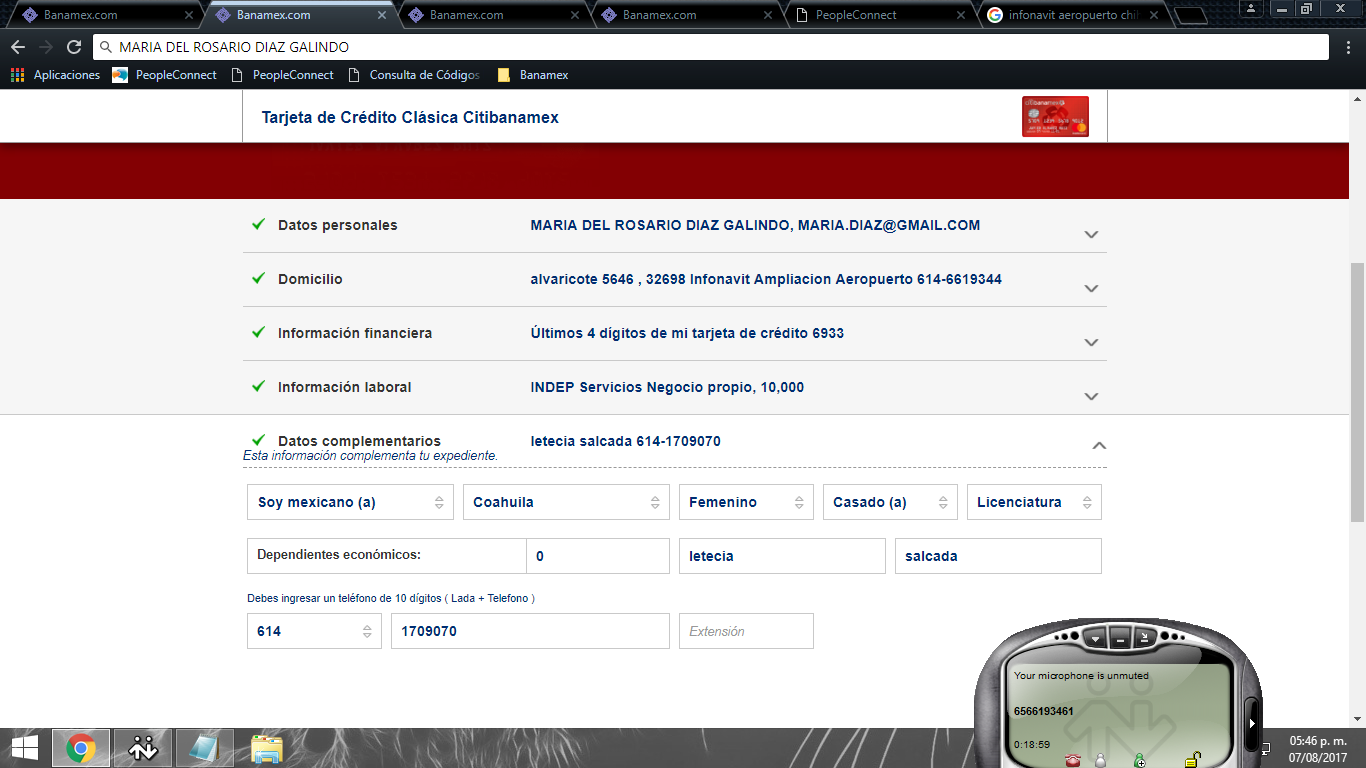 Banamex.com
Banamex.com
Banamex.com
Banamex.com
PeopleConnect
infonavit aeropuerto chi
MARIA DEL ROSARIO DIAZ GALINDO
Aplicaciones
PeopleConnect
PeopleConnect
Consulta de Códigos
Banamex
Tarjeta de Crédito Clásica Citibanamex
citibanamex
Datos personales
MARIA DEL ROSARIO DIAZ GALINDO, MARIA.DIAZ@GMAIL.COM
Domicilio
alvaricote 5646 , 32698 Infonavit Ampliacion Aeropuerto 614-6619344
Información financiera
Últimos 4 dígitos de mi tarjeta de crédito 6933
Información laboral
INDEP Servicios Negocio propio, 10,000
Datos complementarios
letecia salcada 614-1709070
Esta información complementa tu expediente.
Soy mexicano (a)
Coahuila
Femenino
Casado (a)
Licenciatura
Dependientes económicos:
0
letecia
salcada
Debes ingresar un teléfono de 10 dígitos ( Lada + Telefono )
614
1709070
Extensión
Your microphone is unmuted
6566193461
0:18:59
05:46 p. m.
07/08/2017